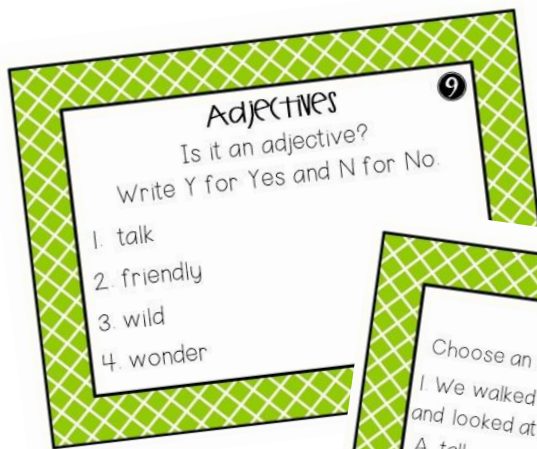 9
Adjectives
Is it an adjective?
Write Y for Yes and N for No.
1. talk
2. friendly
3. wild
4. wonder
Choose an
1. We walked
and looked at
A. tall